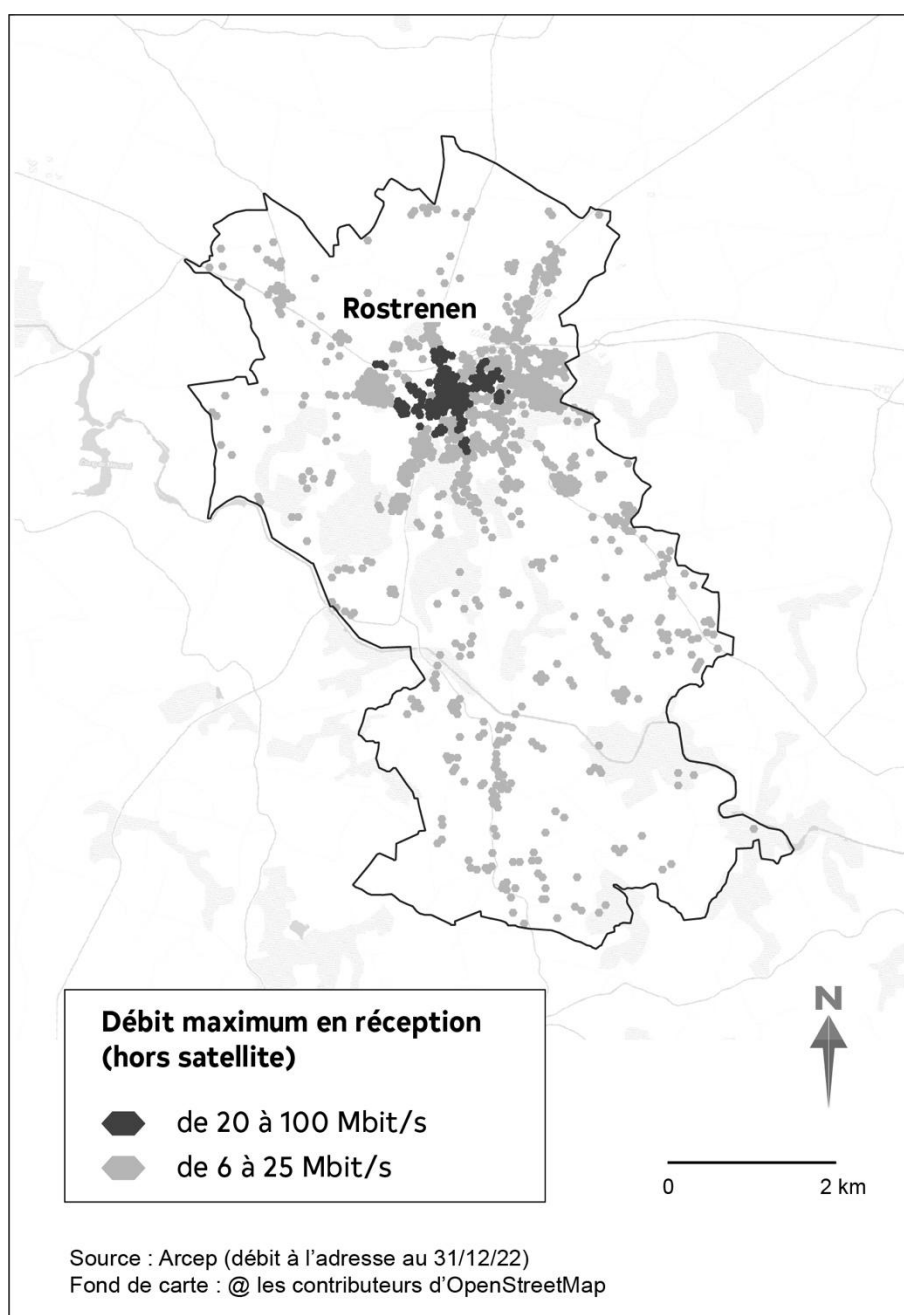 Rostrenen
Débit maximum en réception
(hors satellite)
de 20 à 100 Mbit/s
de 6 à 25 Mbit/s
N
0 2 km
Source : Arcep (débit à l'adresse au 31/12/22)
Fond de carte : @ les contributeurs d'OpenStreetMap